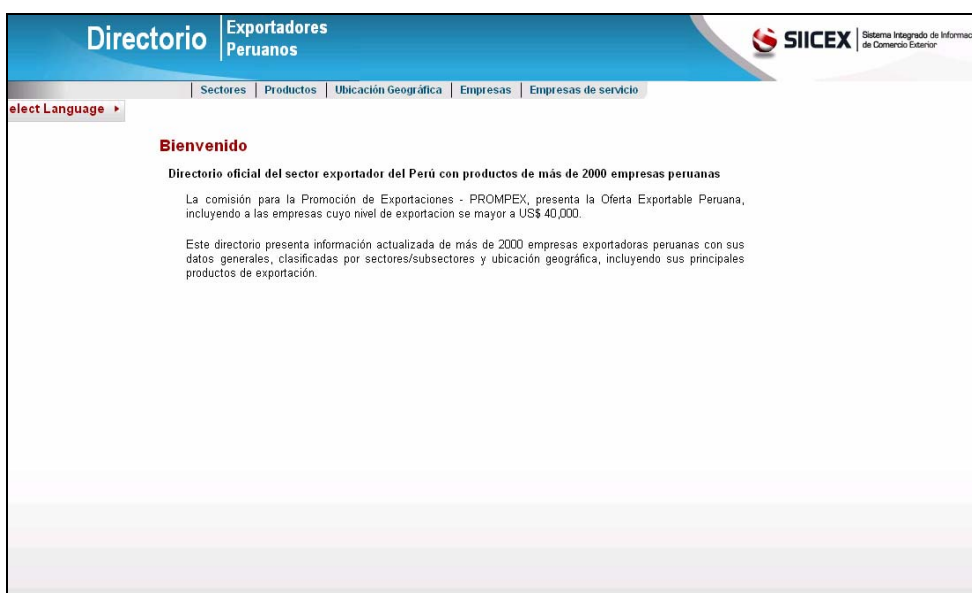 Directorio
Exportadores
Peruanos
SIICEX
Sistema Integrado de Informac
de Comercio Exterior
Sectores | Productos | Ubicación Geográfica | Empresas | Empresas de servicio
elect Language
Bienvenido
Directorio oficial del sector exportador del Perú con productos de más de 2000 empresas peruanas
La comisión para la Promoción de Exportaciones - PROMPEX, presenta la Oferta Exportable Peruana,
incluyendo a las empresas cuyo nivel de exportacion se mayor a US$ 40,000.
Este directorio presenta información actualizada de más de 2000 empresas exportadoras peruanas con sus
datos generales, clasificadas por sectores/subsectores y ubicación geográfica, incluyendo sus principales
productos de exportación.